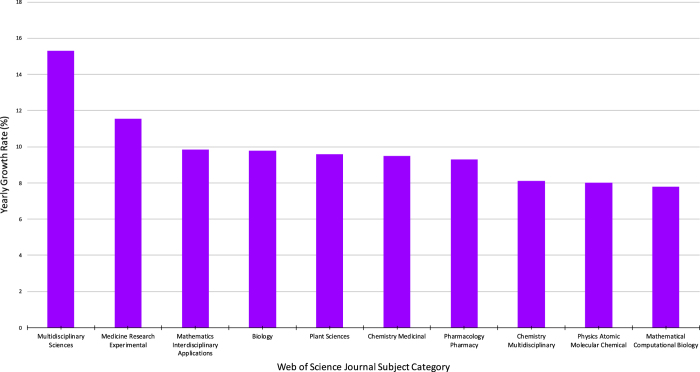 18
16
14
12
10
8
6
4
2
0
Yearly Growth Rate (%)
Multidisciplinary
Sciences
Medicine Research
Experimental
Mathematics
Interdisciplinary
Applications
Biology
Plant Sciences
Chemistry Medicinal
Pharmacology
Pharmacy
Chemistry
Multidisciplinary
Physics Atomic
Molecular Chemical
Mathematical
Computational Biology
Web of Science Journal Subject Category